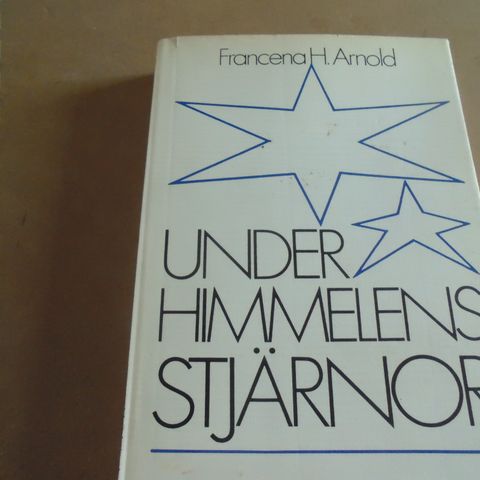 Francena H. Arnold
UNDER
HIMMELENS
STJÄRNOR